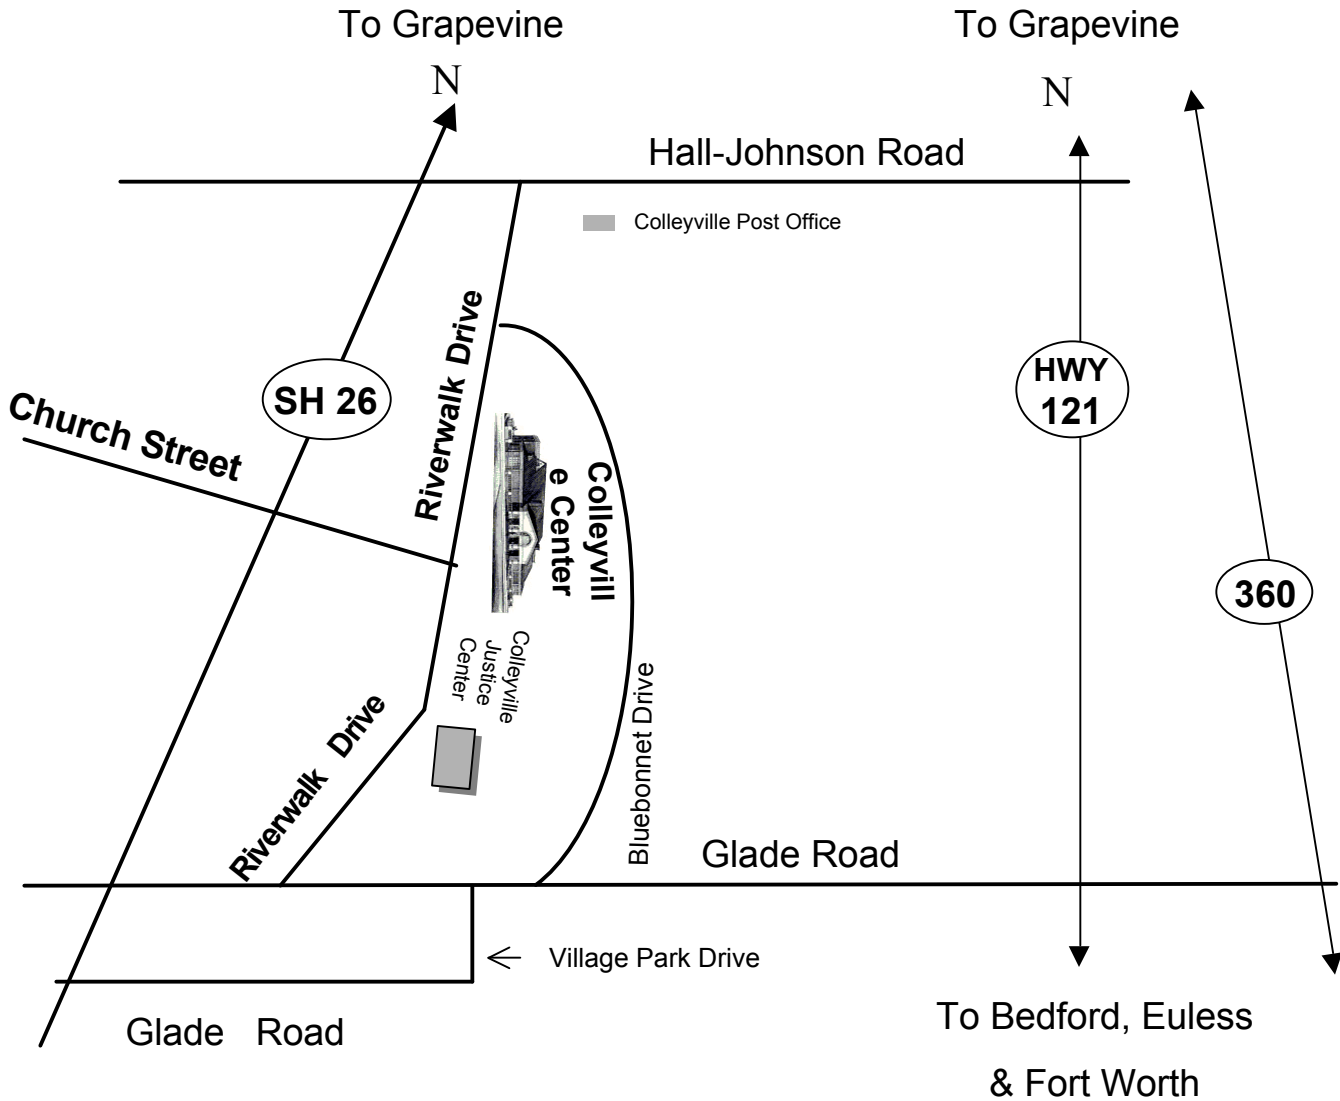 To Grapevine
To Grapevine
N
N
Hall-Johnson Road
Colleyville Post Office
Riverwalk Drive
SH 26
HWY
121
Church Street
Colleyvill
e Center
360
Colleyville
Justice
Center
Riverwalk Drive
Bluebonnet Drive
Glade Road
Village Park Drive
Glade Road
To Bedford, Euless
& Fort Worth